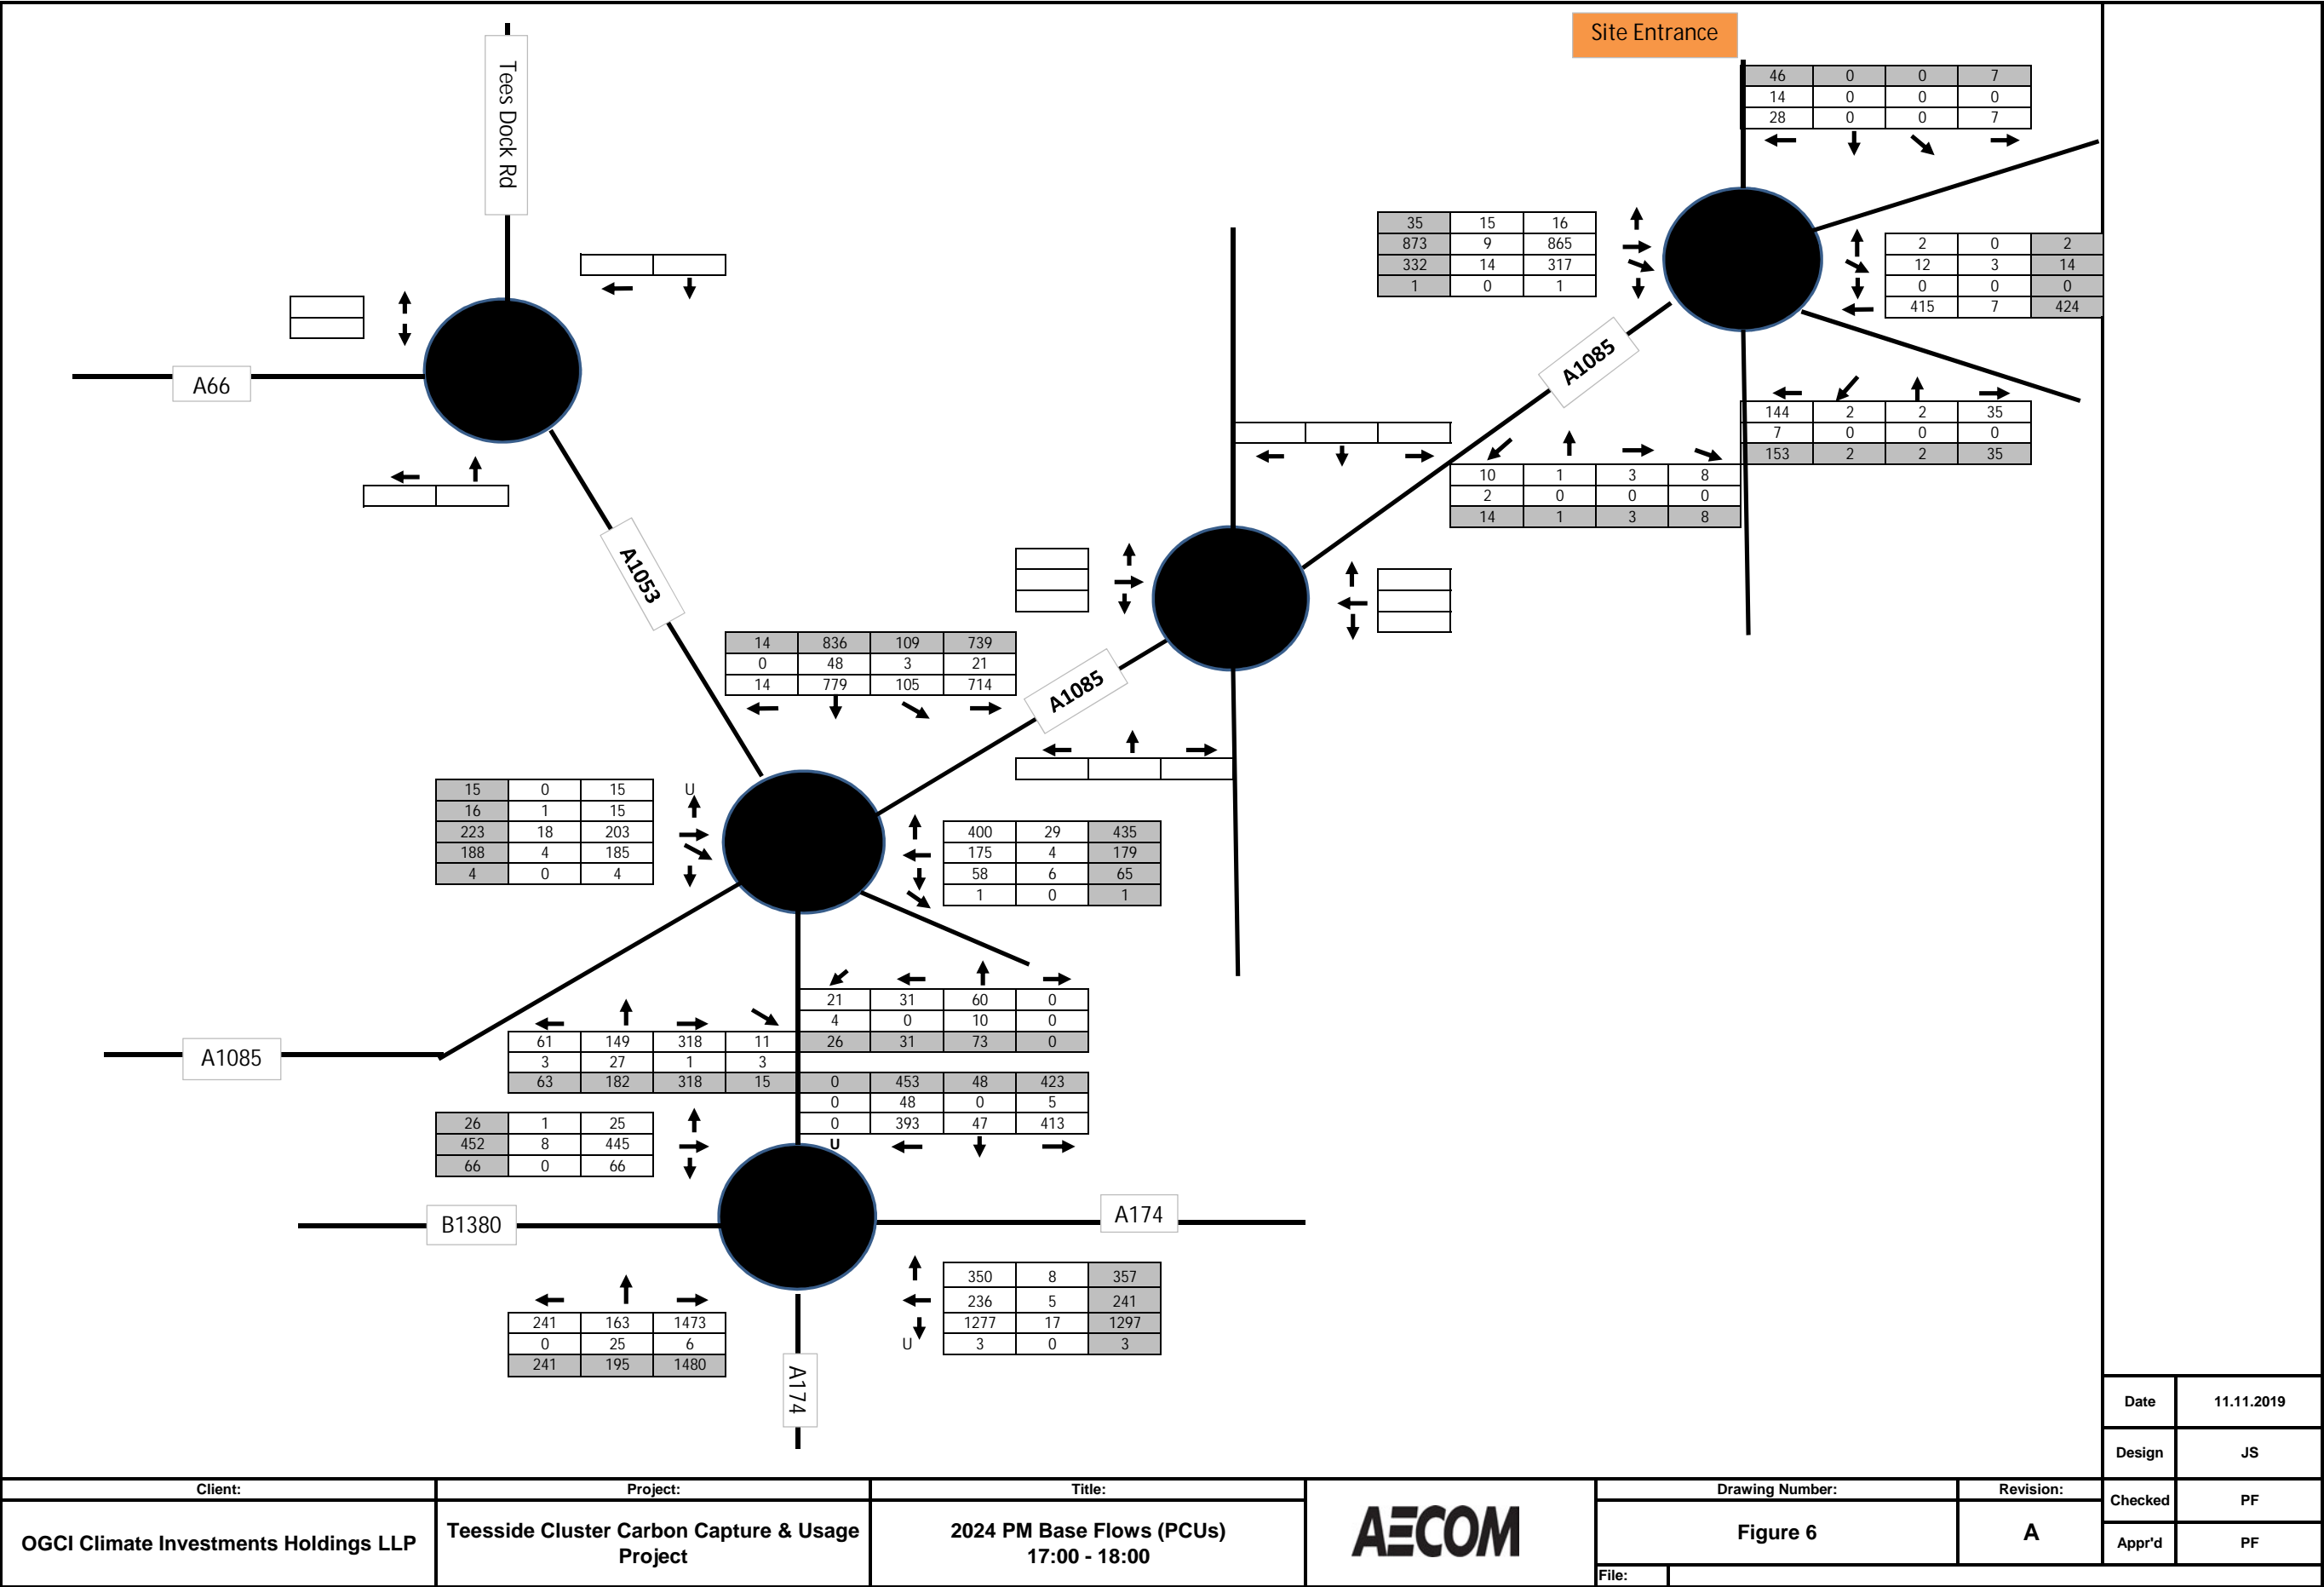 Site Entrance
Tees Dock Rd
46 0 0 7
14 0 0 0
28 0 0 7
35 15 16
873 9 865
332 14 317
1 0 1
2 0 2
12 3 14
0 0 0
415 7 424
A66
A1085
144 2 2 35
7 0 0 0
153 2 2 35
10 1 3 8
2 0 0 0
14 1 3 8
A1053
14 836 109 739
0 48 3 21
14 779 105 714
A1085
15 0 15 U
16 1 15
223 18 203
188 4 185
4 0 4
400 29 435
175 4 179
58 6 65
1 0 1
21 31 60 0
4 0 10 0
26 31 73 0
A1085
61 149 318 11
3 27 1 3
63 182 318 15
0 453 48 423
0 48 0 5
0 393 47 413
U
26 1 25
452 8 445
66 0 66
B1380
A174
350 8 357
236 5 241
1277 17 1297
U 3 0 3
241 163 1473
0 25 6
241 195 1480
A174
Date 11.11.2019
Design JS
Checked PF
Appr'd PF
Client:
OGCI Climate Investments Holdings LLP
Project:
Teesside Cluster Carbon Capture & Usage
Project
Title:
2024 PM Base Flows (PCUs)
17:00 - 18:00
AECOM
Drawing Number:
Figure 6
Revision:
A
File: